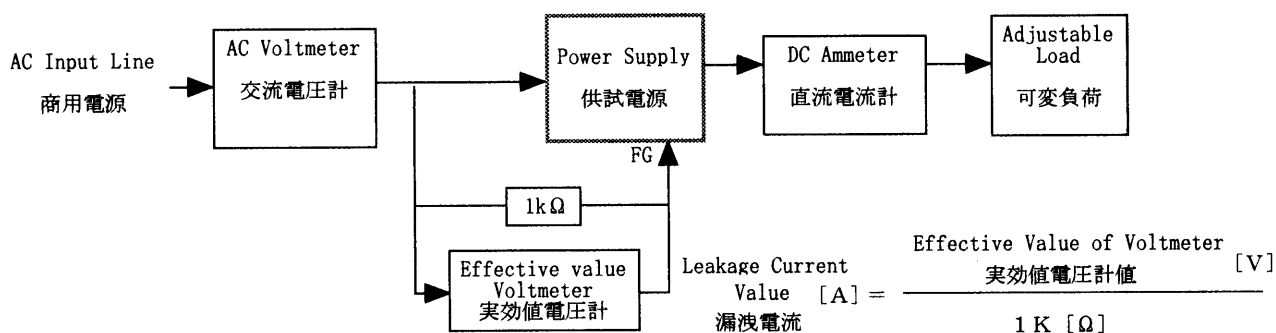 AC Input Line
商用電源
AC Voltmeter
交流電圧計
Power Supply
供試電源
DC Ammeter
直流電流計
Adjustable
Load
可変負荷
FG
1kΩ
Effective value
Voltmeter
実効値電圧計
Leakage Current
Value [A] =
漏洩電流
Effective Value of Voltmeter
実効値電圧計値 [V]
1K [Ω]